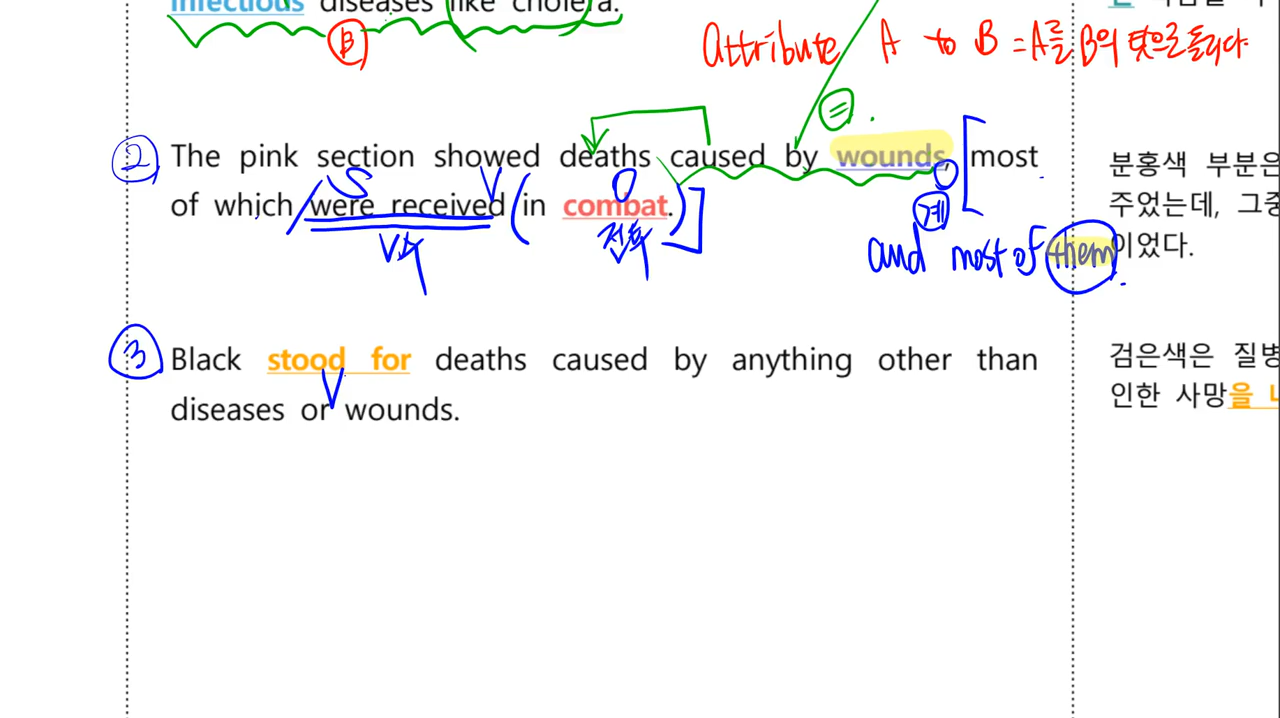 infectious diseases like cholera.
B
Attribute A to B = A를 B의 탓으로 돌리다
=
② The pink section showed deaths caused by wounds, most
S V O O
of which were received in combat.
계
V수 전투
and most of them
③ Black stood for deaths caused by anything other than
V
diseases or wounds.
분홍색 부분은
주었는데, 그중
이었다.
검은색은 질병
인한 사망을 나